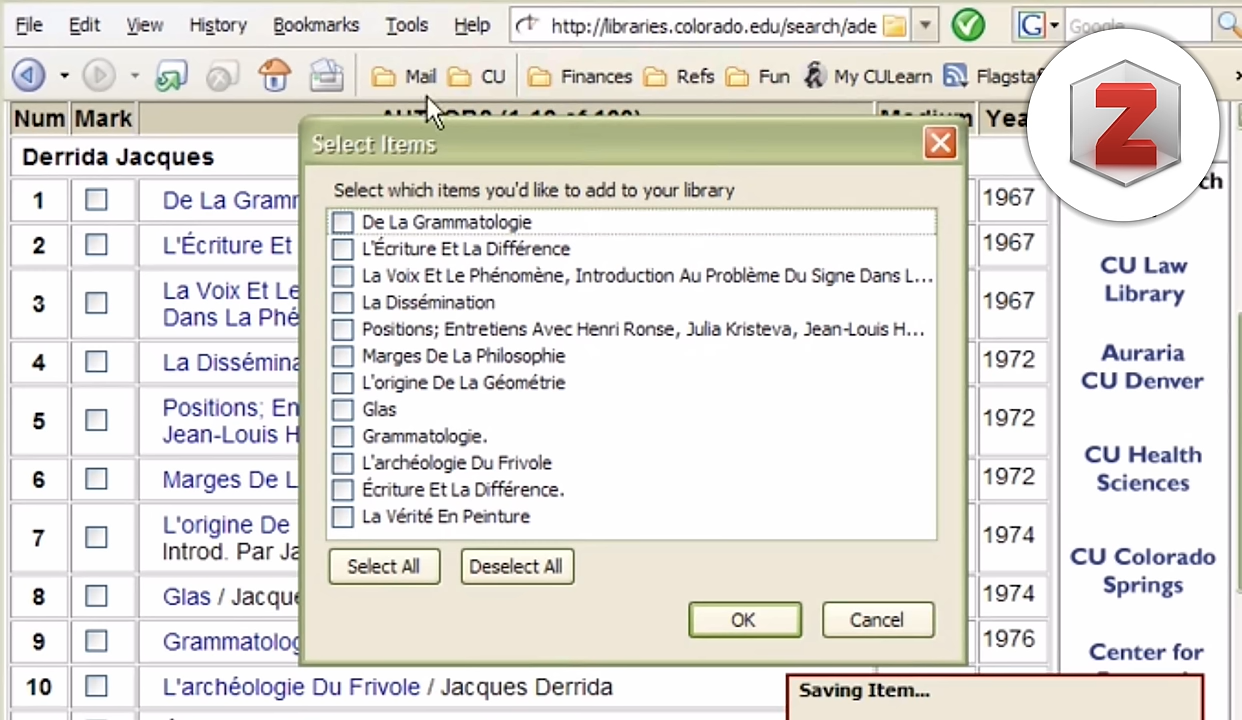 File Edit View History Bookmarks Tools Help http://libraries.colorado.edu/search/ade G Google
Mail CU Finances Refs Fun My CULearn
Num Mark Medium
Derrida Jacques
Select Items
Select which items you'd like to add to your library
De La Grammatologie
L'Écriture Et La Différence
La Voix Et Le Phénomène, Introduction Au Problème Du Signe Dans L...
La Dissémination
Positions; Entretiens Avec Henri Ronse, Julia Kristeva, Jean-Louis H...
Marges De La Philosophie
L'origine De La Géométrie
Glas
Grammatologie.
L'archéologie Du Frivole
Écriture Et La Différence.
La Vérité En Peinture
Select All Deselect All
OK Cancel
1 De La Gramm 1967
2 L'Écriture Et 1967
3 La Voix Et Le 1967
Dans La Phé
4 La Dissémina 1972
5 Positions; En 1972
Jean-Louis H
6 Marges De L 1972
7 L'origine De 1974
Introd. Par Ja
8 Glas / Jacque 1974
9 Grammatolog 1976
10 L'archéologie Du Frivole / Jacques Derrida
Z
CU Law
Library
Auraria
CU Denver
CU Health
Sciences
CU Colorado
Springs
Center for
Saving Item...